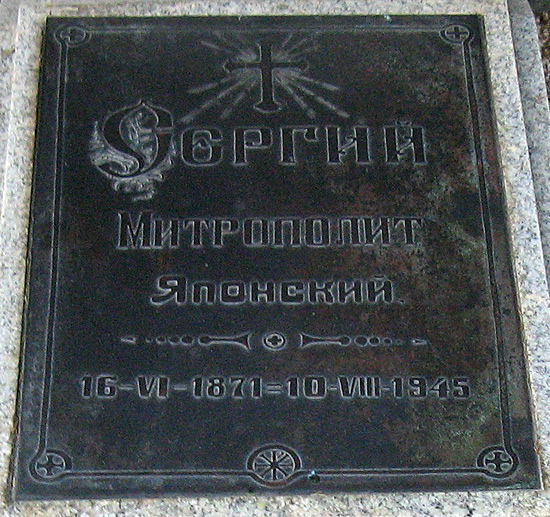 Сергий
Митрополит
Японский.
16-VI-1871=10-VIII-1945